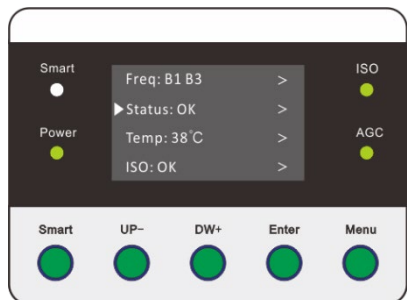 Smart
ISO
Freq: B1 B3 >
Status: OK >
Power
AGC
Temp: 38℃ >
ISO: OK >
Smart UP- DW+ Enter Menu